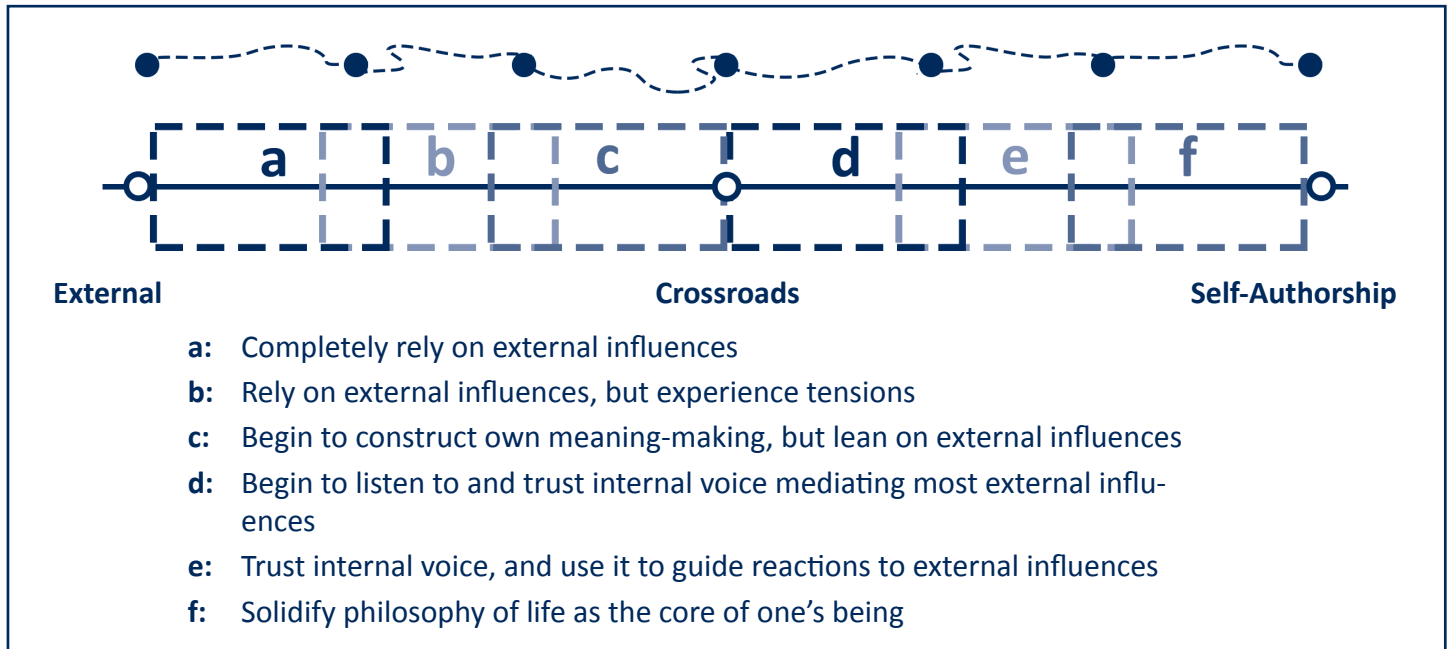 a b c d e f
External Crossroads Self-Authorship
a: Completely rely on external influences
b: Rely on external influences, but experience tensions
c: Begin to construct own meaning-making, but lean on external influences
d: Begin to listen to and trust internal voice mediating most external influ-
ences
e: Trust internal voice, and use it to guide reactions to external influences
f: Solidify philosophy of life as the core of one’s being